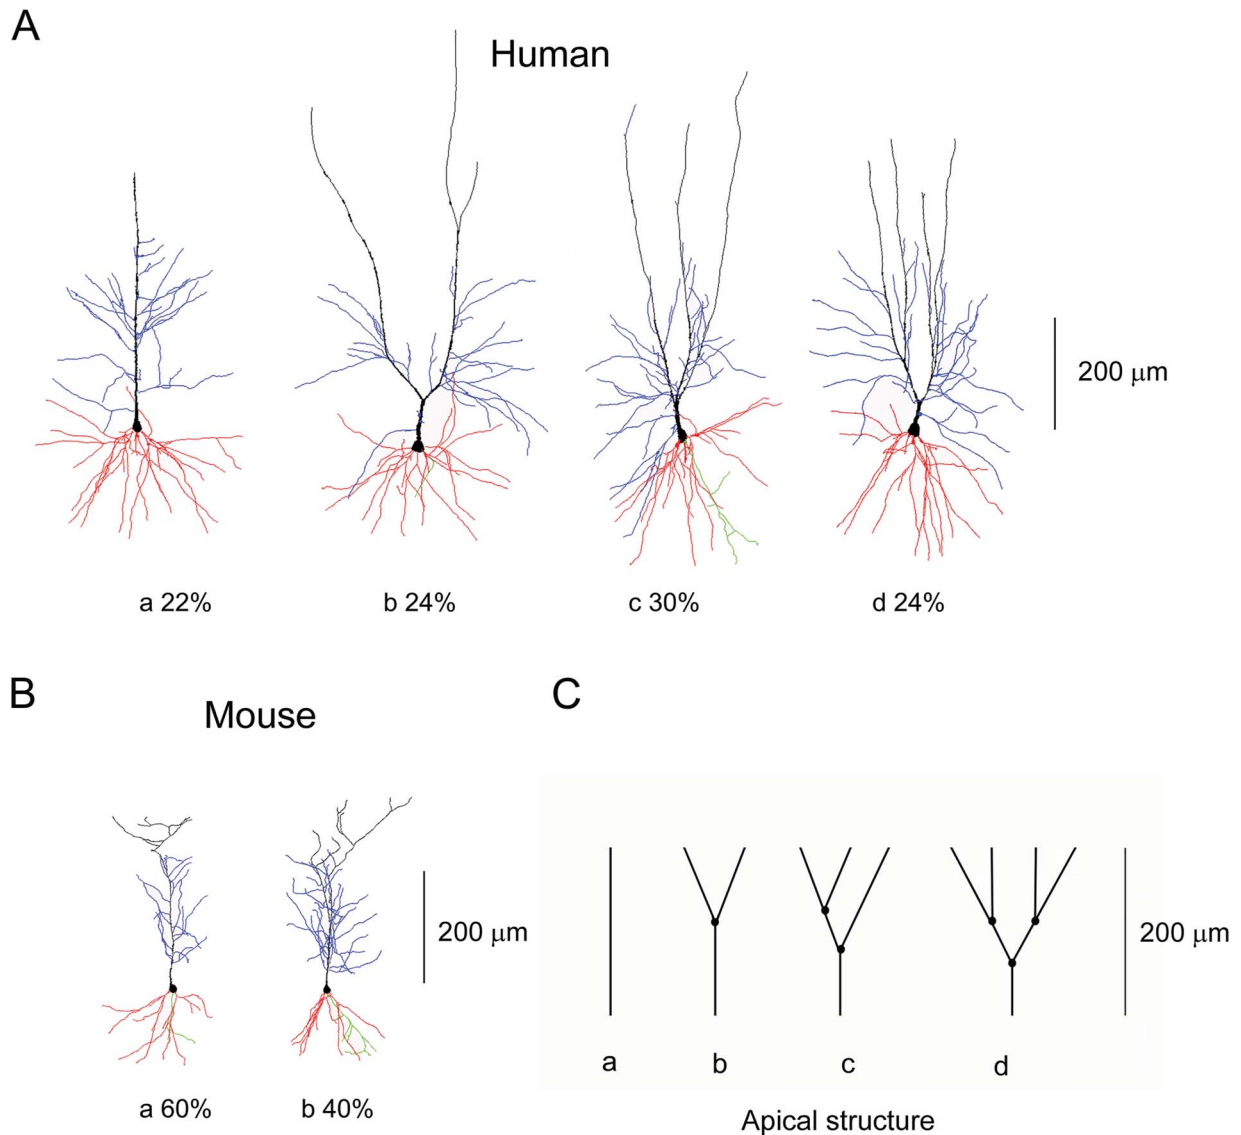 A
Human
200 μm
a 22%
b 24%
c 30%
d 24%
B
Mouse
200 μm
a 60%
b 40%
C
200 μm
a
b
c
d
Apical structure